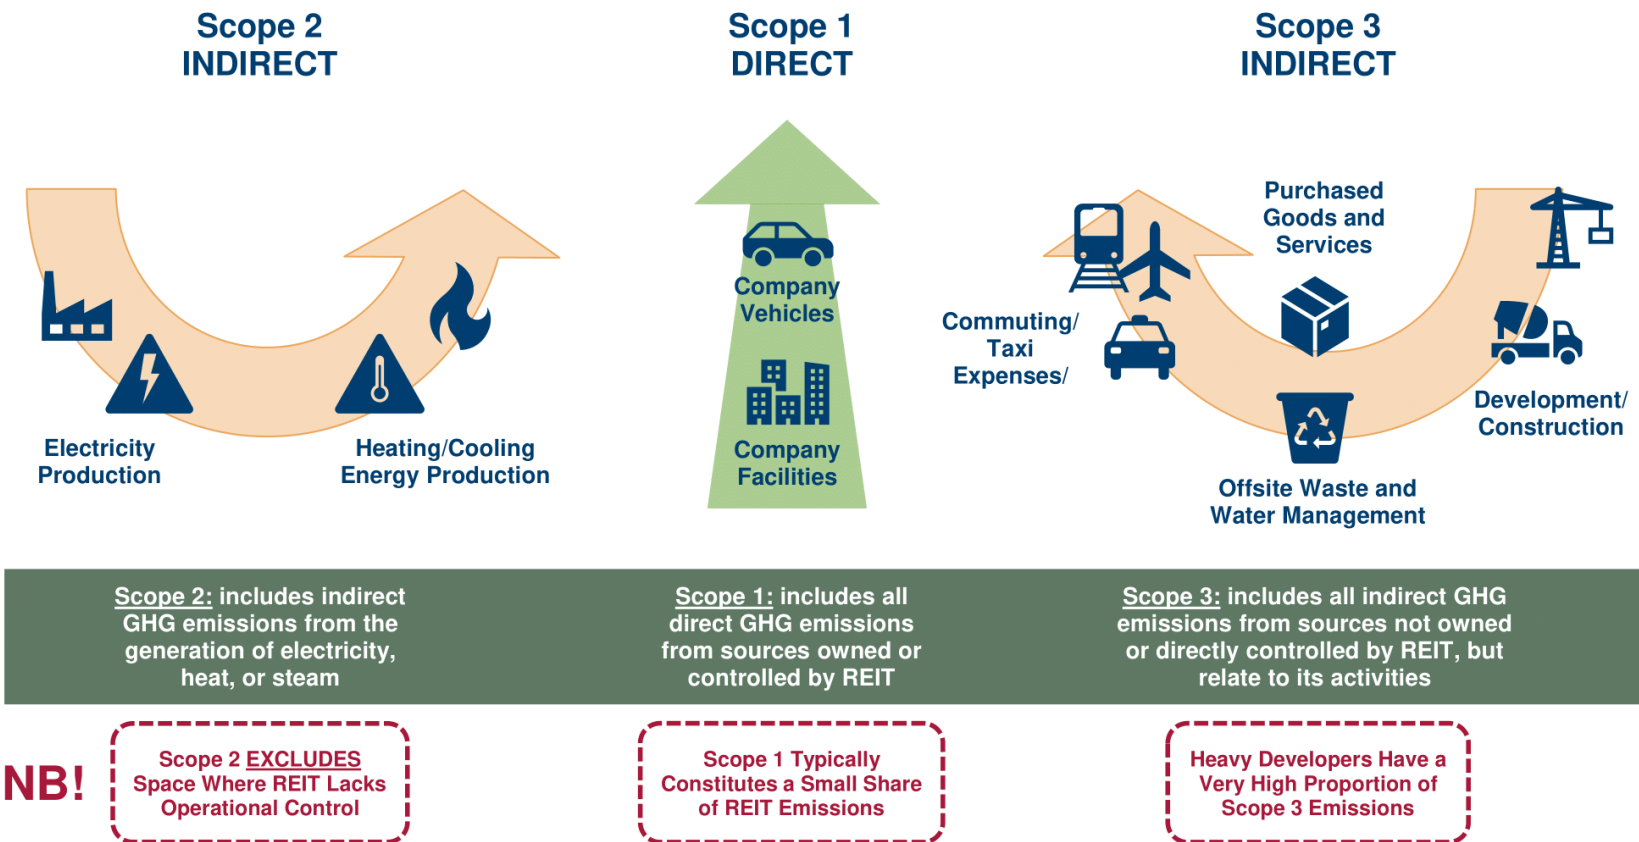 Scope 2
INDIRECT
Scope 1
DIRECT
Scope 3
INDIRECT
Electricity
Production
Heating/Cooling
Energy Production
Company
Vehicles
Company
Facilities
Purchased
Goods and
Services
Commuting/
Taxi
Expenses/
Development/
Construction
Offsite Waste and
Water Management
Scope 2: includes indirect
GHG emissions from the
generation of electricity,
heat, or steam
Scope 1: includes all
direct GHG emissions
from sources owned or
controlled by REIT
Scope 3: includes all indirect GHG
emissions from sources not owned
or directly controlled by REIT, but
relate to its activities
NB!
Scope 2 EXCLUDES
Space Where REIT Lacks
Operational Control
Scope 1 Typically
Constitutes a Small Share
of REIT Emissions
Heavy Developers Have a
Very High Proportion of
Scope 3 Emissions